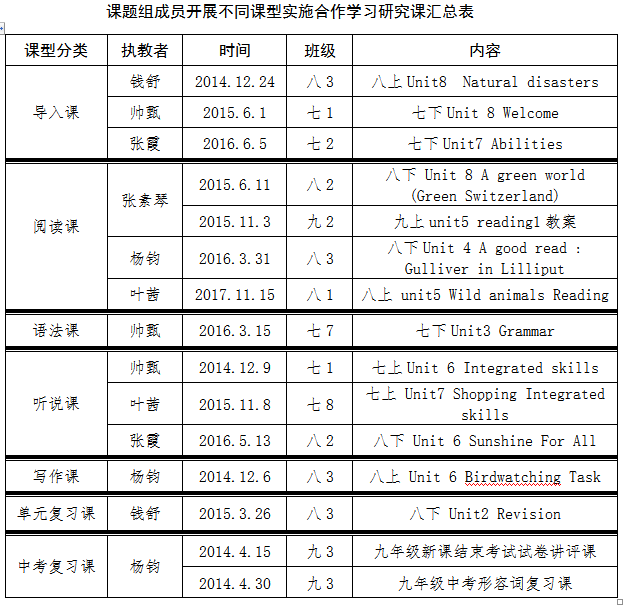 课题组成员开展不同课型实施合作学习研究课汇总表
课型分类 执教者 时间 班级 内容
导入课 钱舒 2014.12.24 八3 八上Unit8 Natural disasters
帅甄 2015.6.1 七1 七下Unit 8 Welcome
张霞 2016.6.5 七2 七下Unit7 Abilities
阅读课 张素琴 2015.6.11 八2 八下 Unit 8 A green world
(Green Switzerland)
2015.11.3 九2 九上unit5 reading1教案
杨钧 2016.3.31 八3 八下Unit 4 A good read :
Gulliver in Lilliput
叶茜 2017.11.15 八1 八上 unit5 Wild animals Reading
语法课 帅甄 2016.3.15 七7 七下Unit3 Grammar
听说课 帅甄 2014.12.9 七1 七上 Unit 6 Integrated skills
叶茜 2015.11.8 七8 七上 Unit7 Shopping Integrated
skills
张霞 2016.5.13 八2 八下 Unit 6 Sunshine For All
写作课 杨钧 2014.12.6 八3 八上 Unit 6 Birdwatching Task
单元复习课 钱舒 2015.3.26 八3 八下 Unit2 Revision
中考复习课 杨钧 2014.4.15 九3 九年级新课结束考试试卷讲评课
2014.4.30 九3 九年级中考形容词复习课